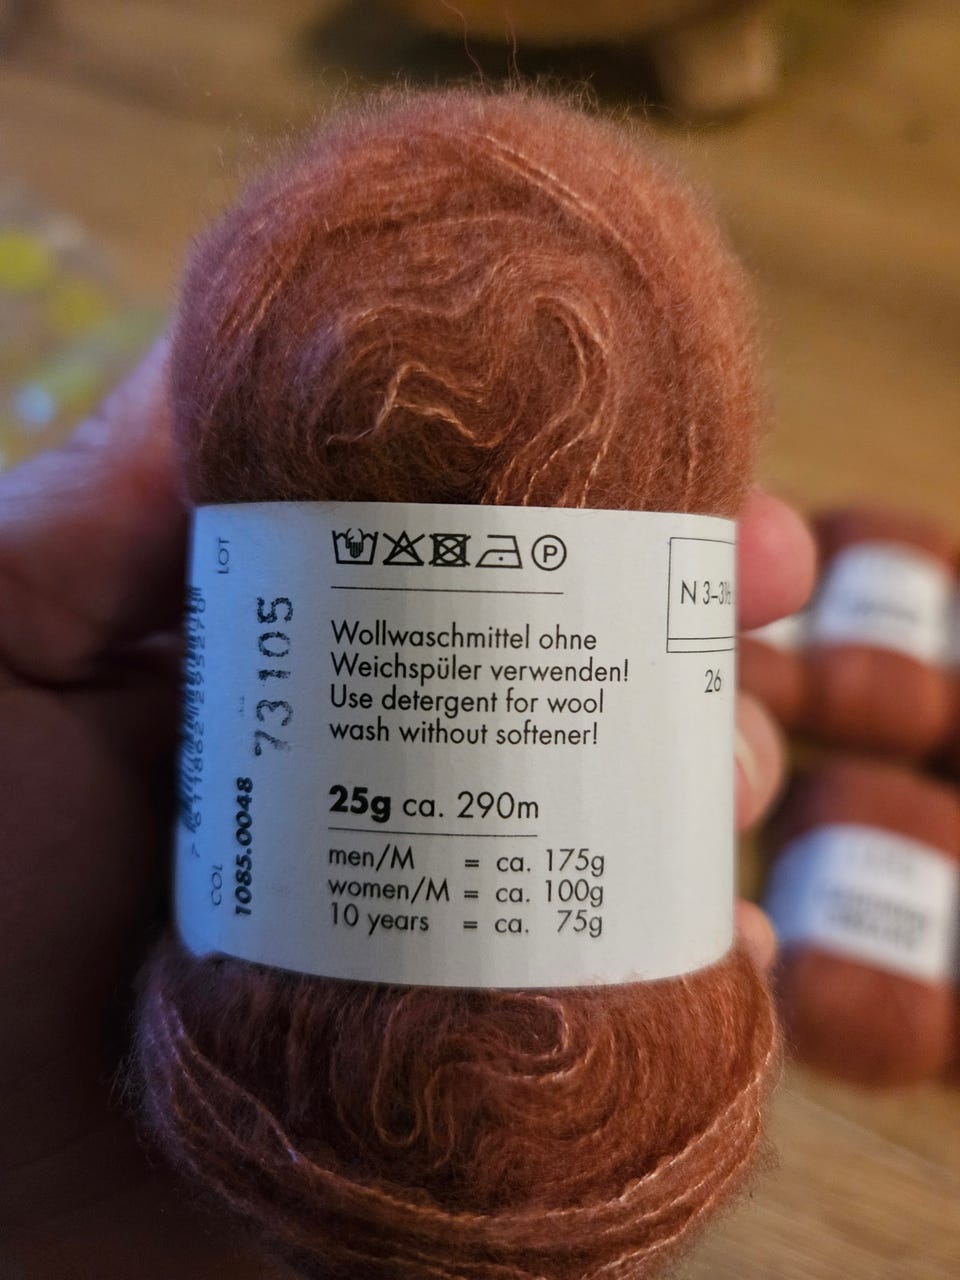 LOT
73105
COL
1085.0048
P
Wollwaschmittel ohne
Weichspüler verwenden!
Use detergent for wool
wash without softener!
25g ca. 290m
men/M = ca. 175g
women/M = ca. 100g
10 years = ca. 75g
N 3–3½
26